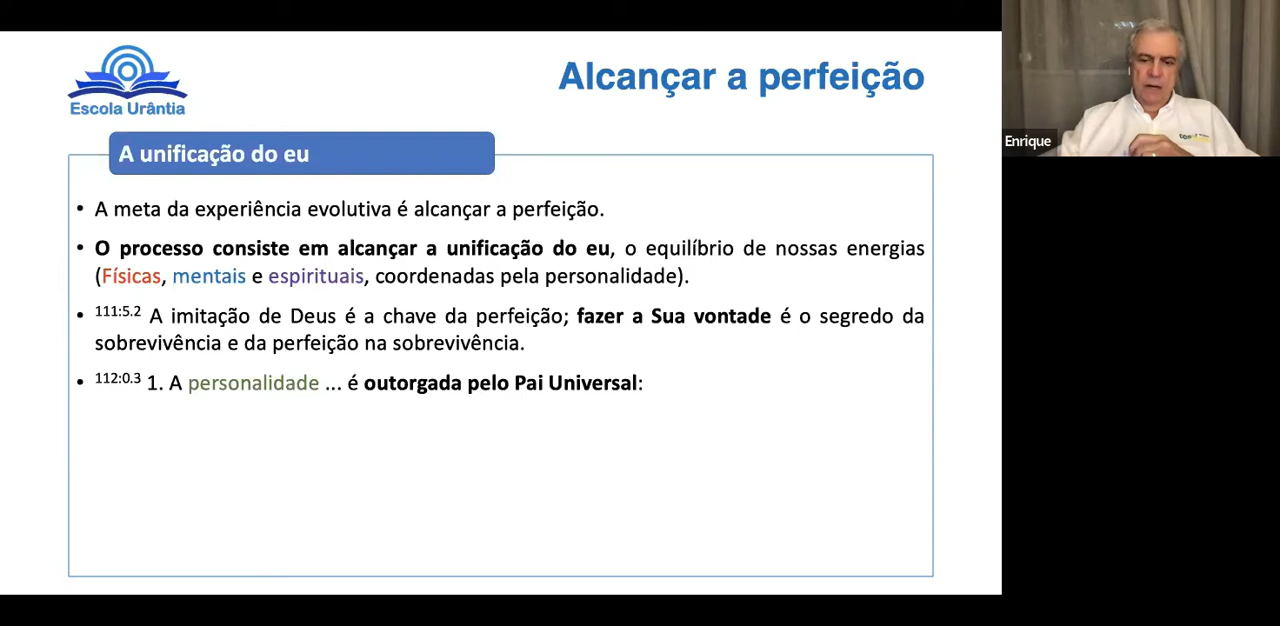 Escola Urântia
Alcançar a perfeição
Enrique
A unificação do eu
• A meta da experiência evolutiva é alcançar a perfeição.
• O processo consiste em alcançar a unificação do eu, o equilíbrio de nossas energias
(Físicas, mentais e espirituais, coordenadas pela personalidade).
• 111:5.2 A imitação de Deus é a chave da perfeição; fazer a Sua vontade é o segredo da
sobrevivência e da perfeição na sobrevivência.
• 112:0.3 1. A personalidade ... é outorgada pelo Pai Universal: